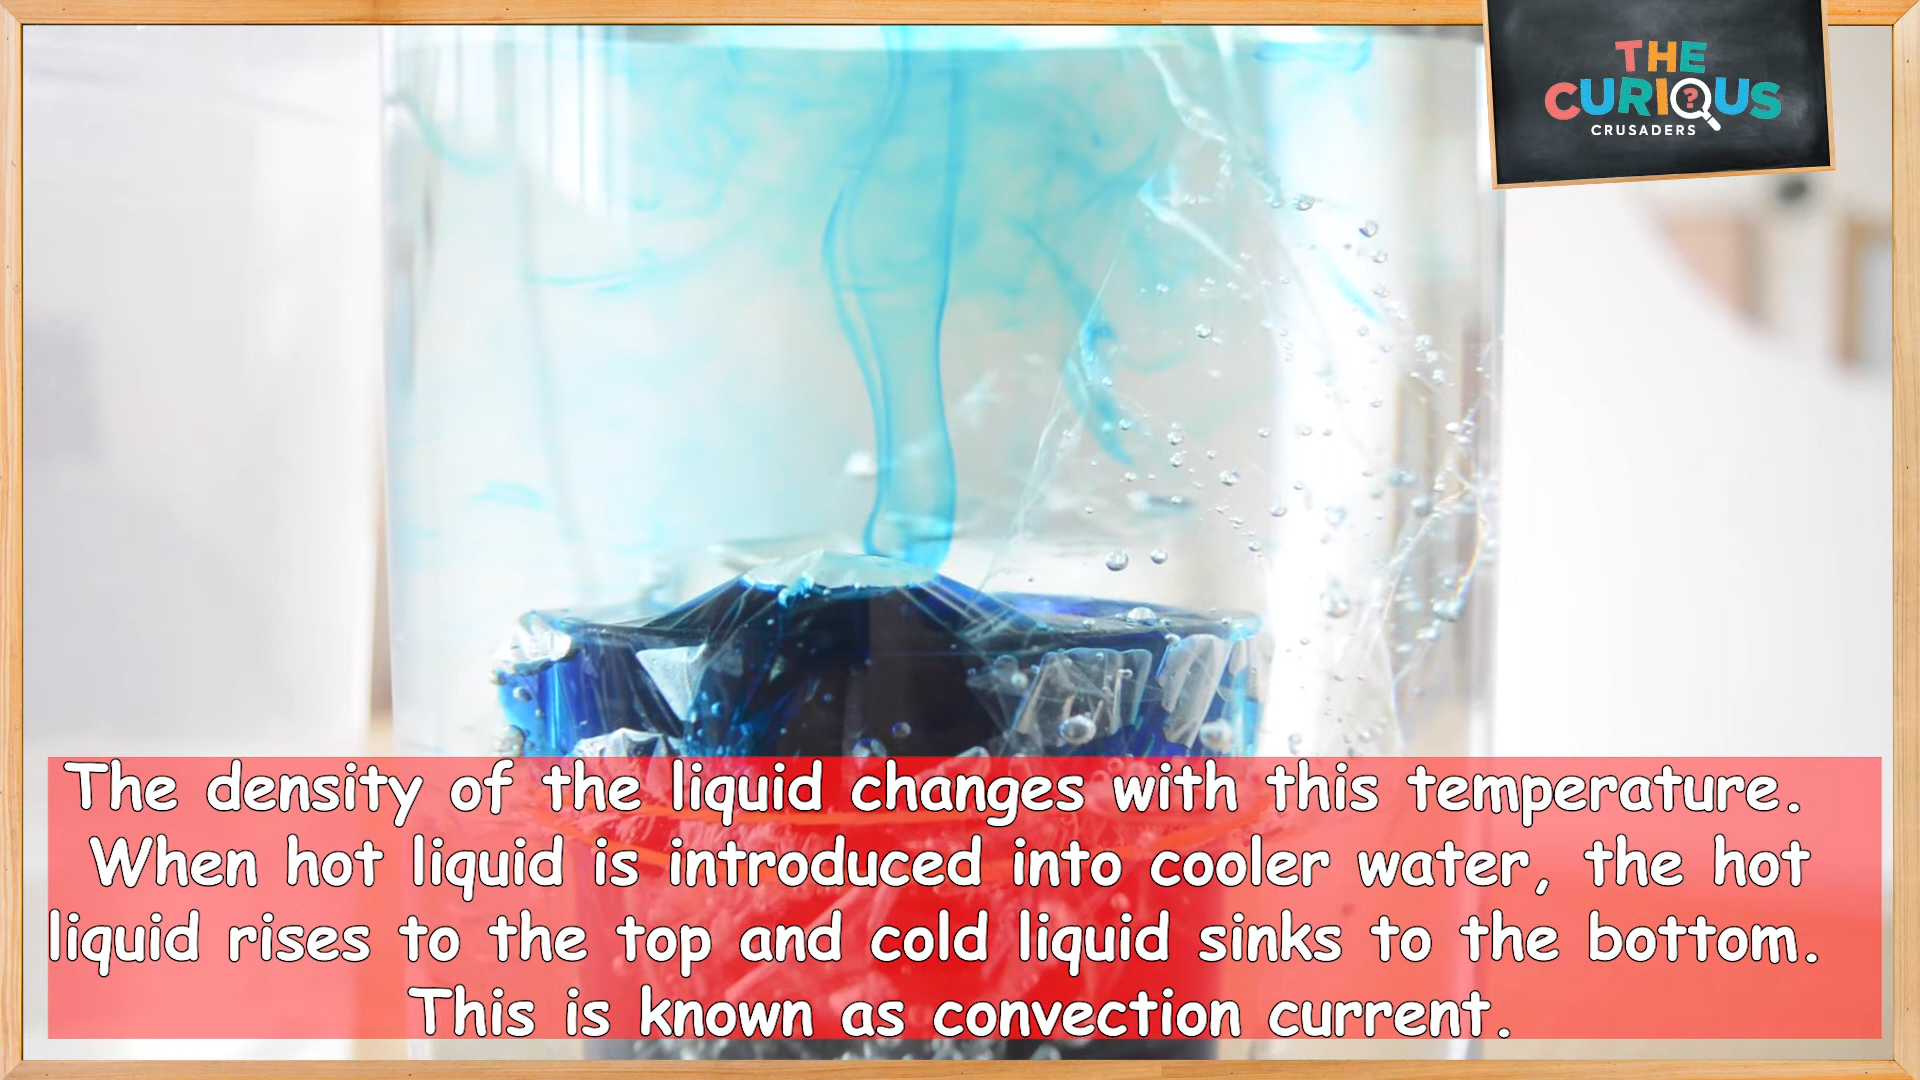 THE
CURIOUS
CRUSADERS
The density of the liquid changes with this temperature.
When hot liquid is introduced into cooler water, the hot
liquid rises to the top and cold liquid sinks to the bottom.
This is known as convection current.